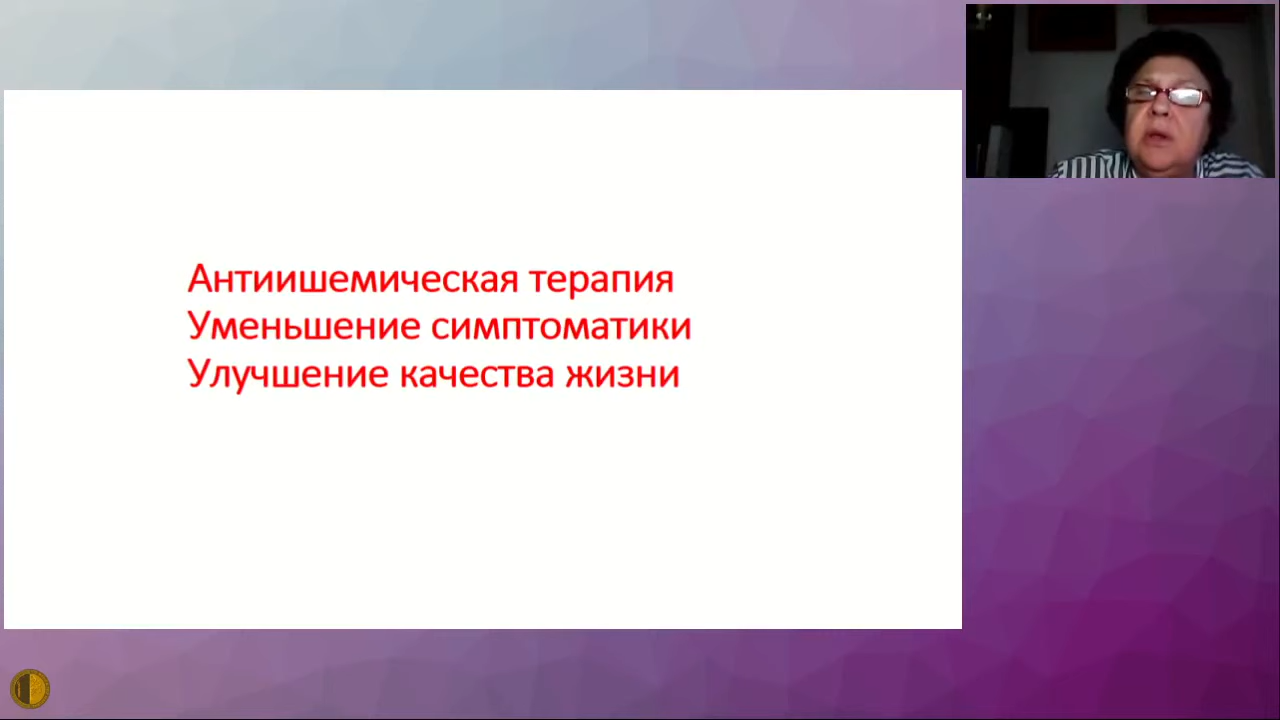 Антиишемическая терапия
Уменьшение симптоматики
Улучшение качества жизни